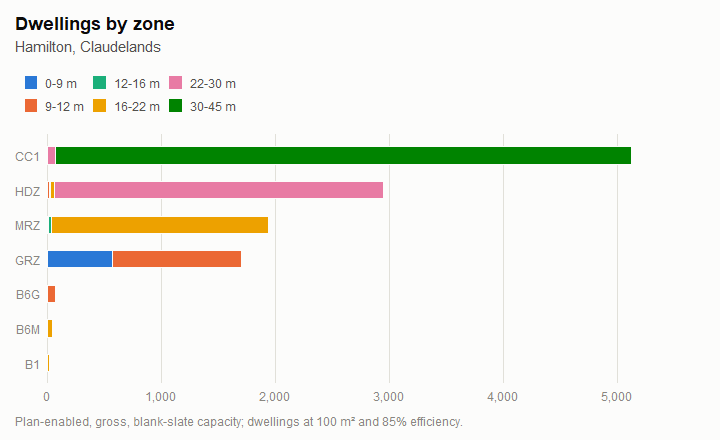 Dwellings by zone
Hamilton, Claudelands
0-9 m 12-16 m 22-30 m
9-12 m 16-22 m 30-45 m
CC1
HDZ
MRZ
GRZ
B6G
B6M
B1
0 1,000 2,000 3,000 4,000 5,000
Plan-enabled, gross, blank-slate capacity; dwellings at 100 m² and 85% efficiency.